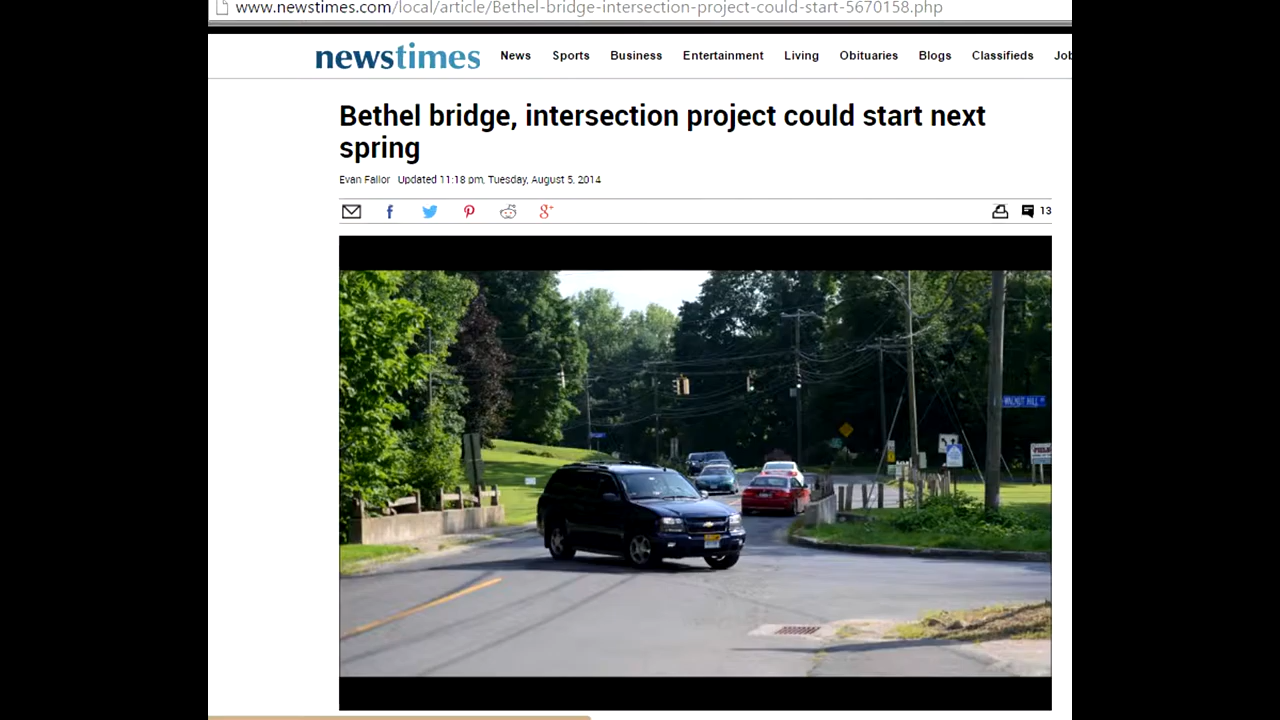 www.newstimes.com/local/article/Bethel-bridge-intersection-project-could-start-5670158.php
newstimes News Sports Business Entertainment Living Obituaries Blogs Classifieds Job
Bethel bridge, intersection project could start next
spring
Evan Fallor Updated 11:18 pm, Tuesday, August 5, 2014
13
WALNUT HILL